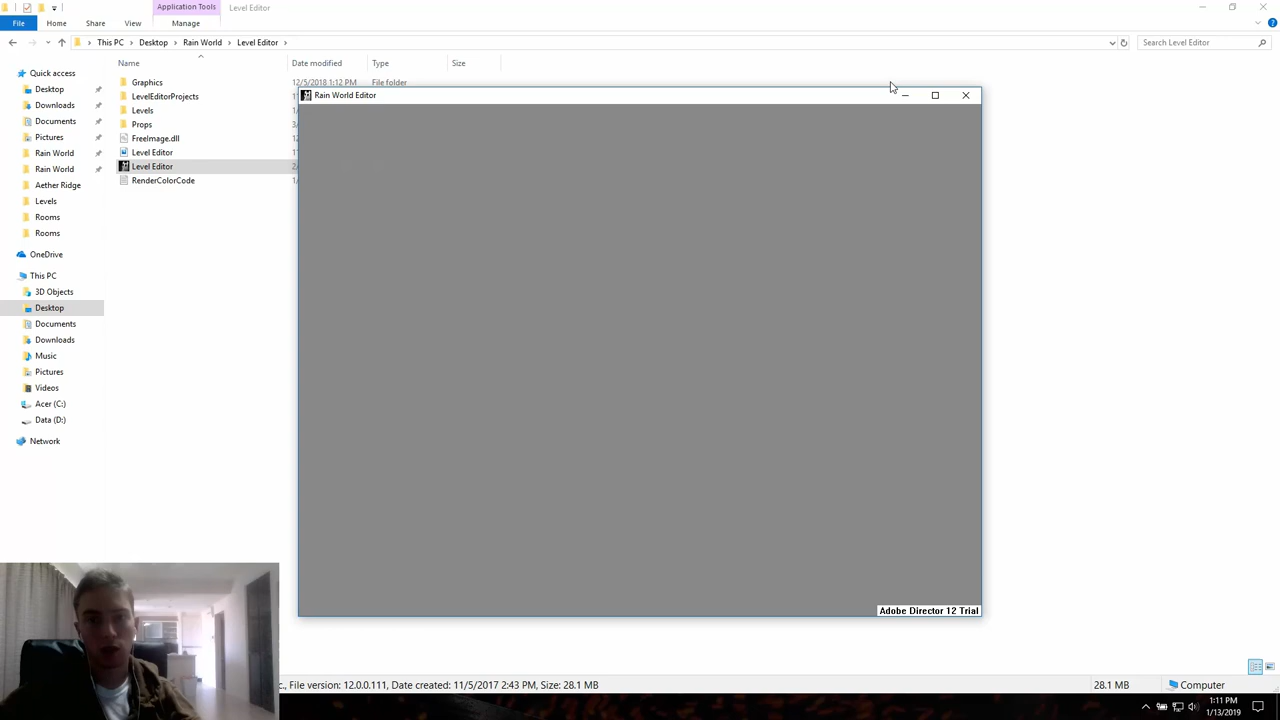 Application Tools
Level Editor
File
Home
Share
View
Manage
This PC
Desktop
Rain World
Level Editor
Search Level Editor
Name
Date modified
Type
Size
Quick access
Desktop
Downloads
Documents
Pictures
Rain World
Rain World
Aether Ridge
Levels
Rooms
Rooms
OneDrive
This PC
3D Objects
Desktop
Documents
Downloads
Music
Pictures
Videos
Acer (C:)
Data (D:)
Network
Graphics
12/5/2018 1:12 PM
File folder
LevelEditorProjects
Levels
Props
FreeImage.dll
Level Editor
Level Editor
RenderColorCode
Rain World Editor
Adobe Director 12 Trial
File version: 12.0.0.111, Date created: 11/5/2017 2:43 PM, Size: 28.1 MB
28.1 MB
Computer
1:11 PM
1/13/2019